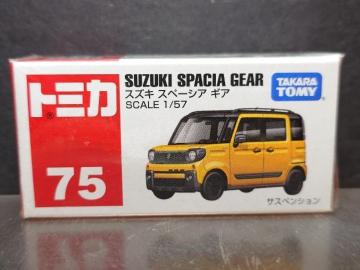 トミカ
75
SUZUKI SPACIA GEAR
スズキ スペーシア ギア
SCALE 1/57
TAKARA
TOMY
サスペンション